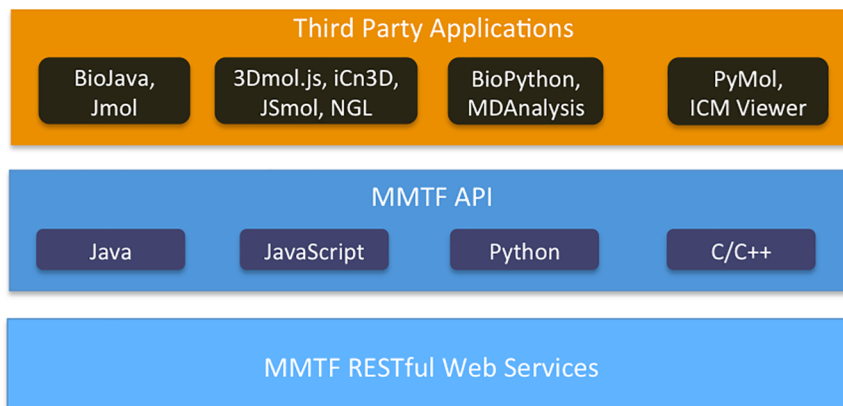 Third Party Applications
BioJava,
Jmol
3Dmol.js, iCn3D,
JSmol, NGL
BioPython,
MDAnalysis
PyMol,
ICM Viewer
MMTF API
Java
JavaScript
Python
C/C++
MMTF RESTful Web Services